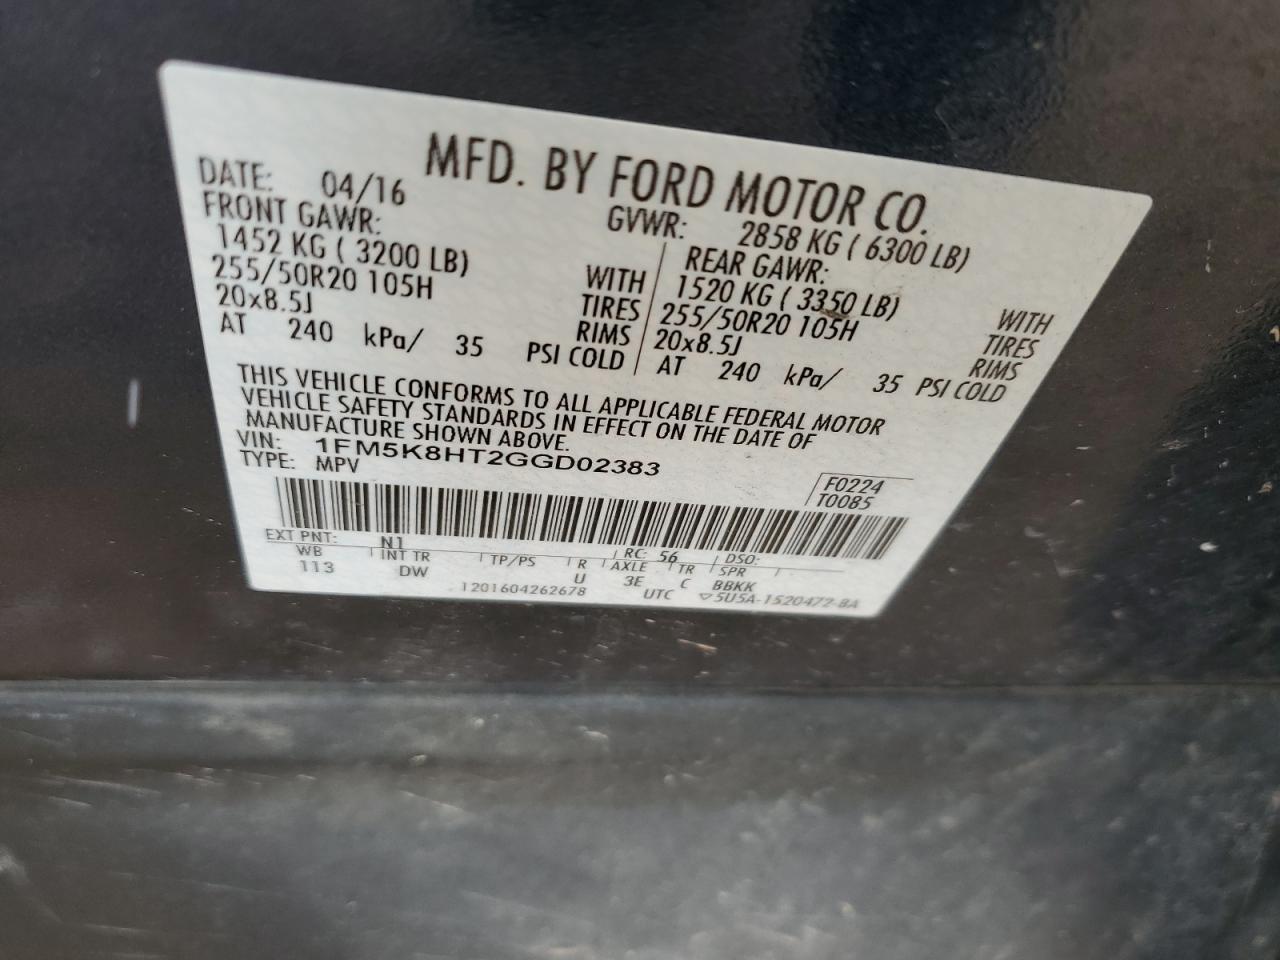 MFD. BY FORD MOTOR CO.
DATE: 04/16 GVWR: 2858 KG ( 6300 LB)
FRONT GAWR: REAR GAWR:
1452 KG ( 3200 LB) WITH 1520 KG ( 3350 LB) WITH
255/50R20 105H TIRES 255/50R20 105H TIRES
20x8.5J RIMS 20x8.5J RIMS
AT 240 kPa/ 35 PSI COLD AT 240 kPa/ 35 PSI COLD
THIS VEHICLE CONFORMS TO ALL APPLICABLE FEDERAL MOTOR
VEHICLE SAFETY STANDARDS IN EFFECT ON THE DATE OF
MANUFACTURE SHOWN ABOVE.
VIN: 1FM5K8HT2GGD02383
TYPE: MPV
F0224
T0085
EXT PNT: N1 RC: 56 DSO:
WB INT TR TP/PS R AXLE TR SPR
113 DW U 3E C BBKK
1201604262678 UTC ▽5U5A-1520472-BA